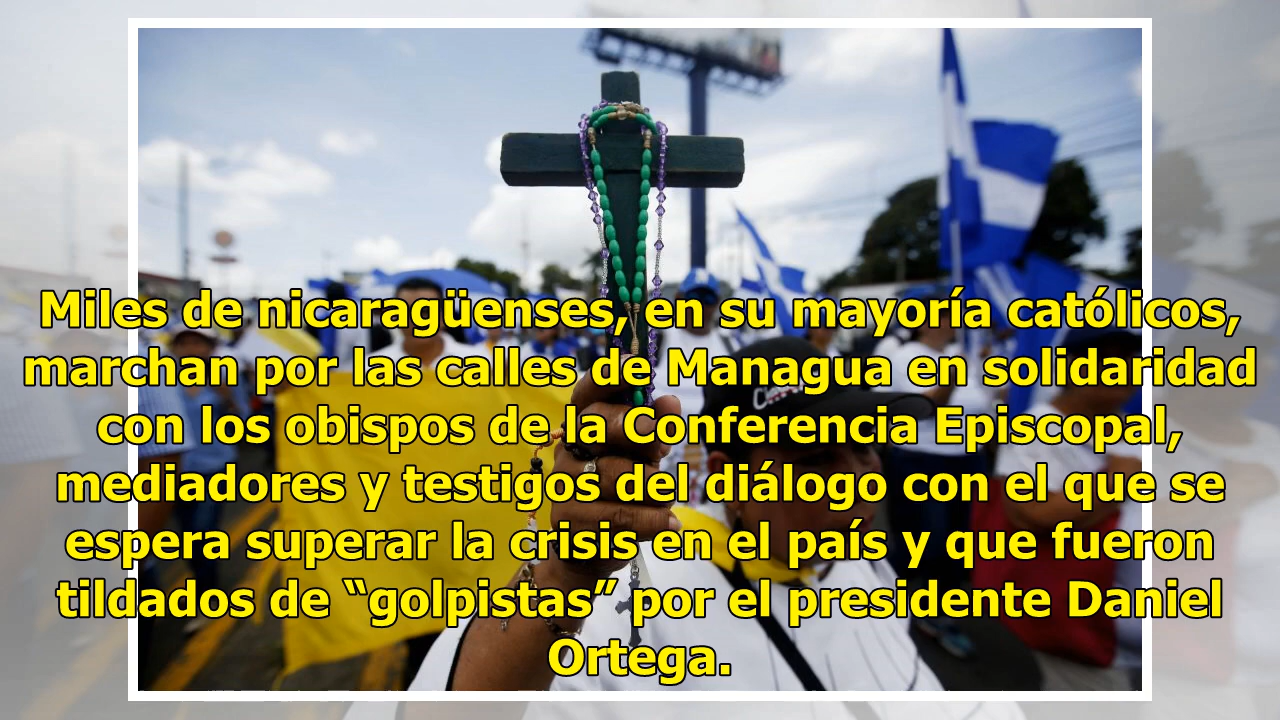 Miles de nicaragüenses, en su mayoría católicos,
marchan por las calles de Managua en solidaridad
con los obispos de la Conferencia Episcopal,
mediadores y testigos del diálogo con el que se
espera superar la crisis en el país y que fueron
tildados de “golpistas” por el presidente Daniel
Ortega.